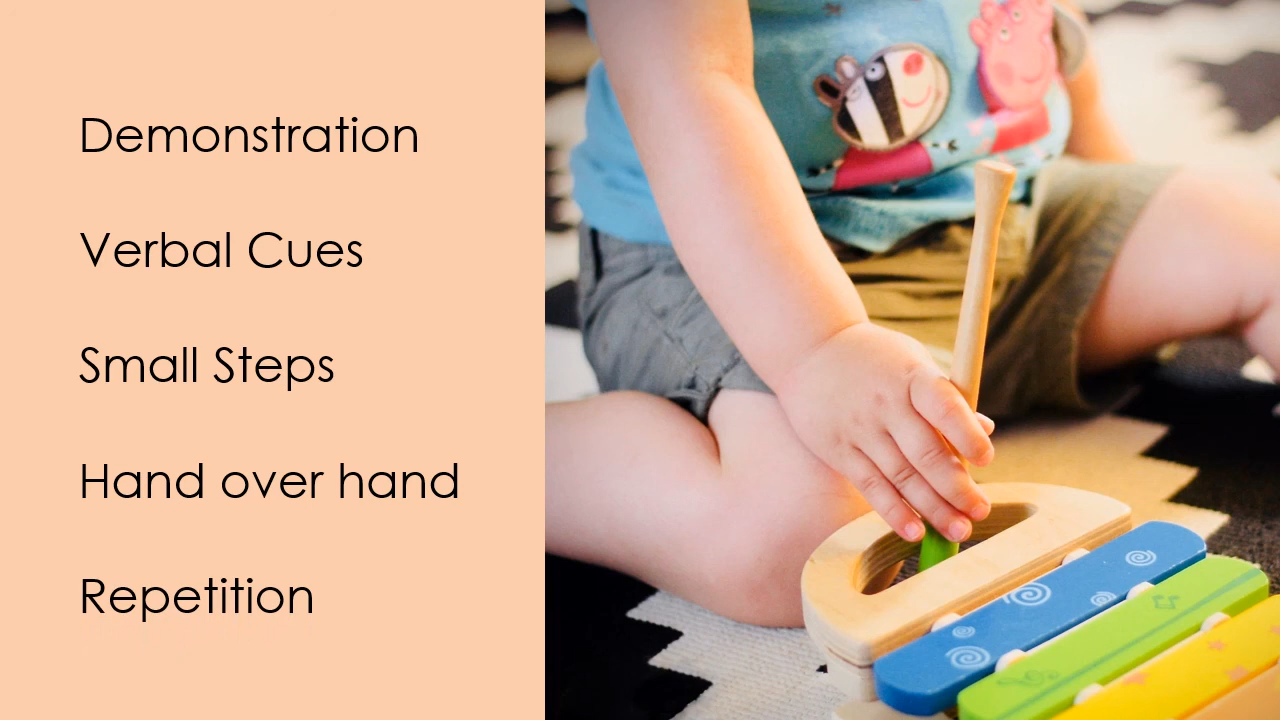 Demonstration
Verbal Cues
Small Steps
Hand over hand
Repetition